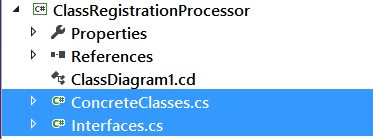 ClassRegistrationProcessor
Properties
References
ClassDiagram1.cd
ConcreteClasses.cs
Interfaces.cs